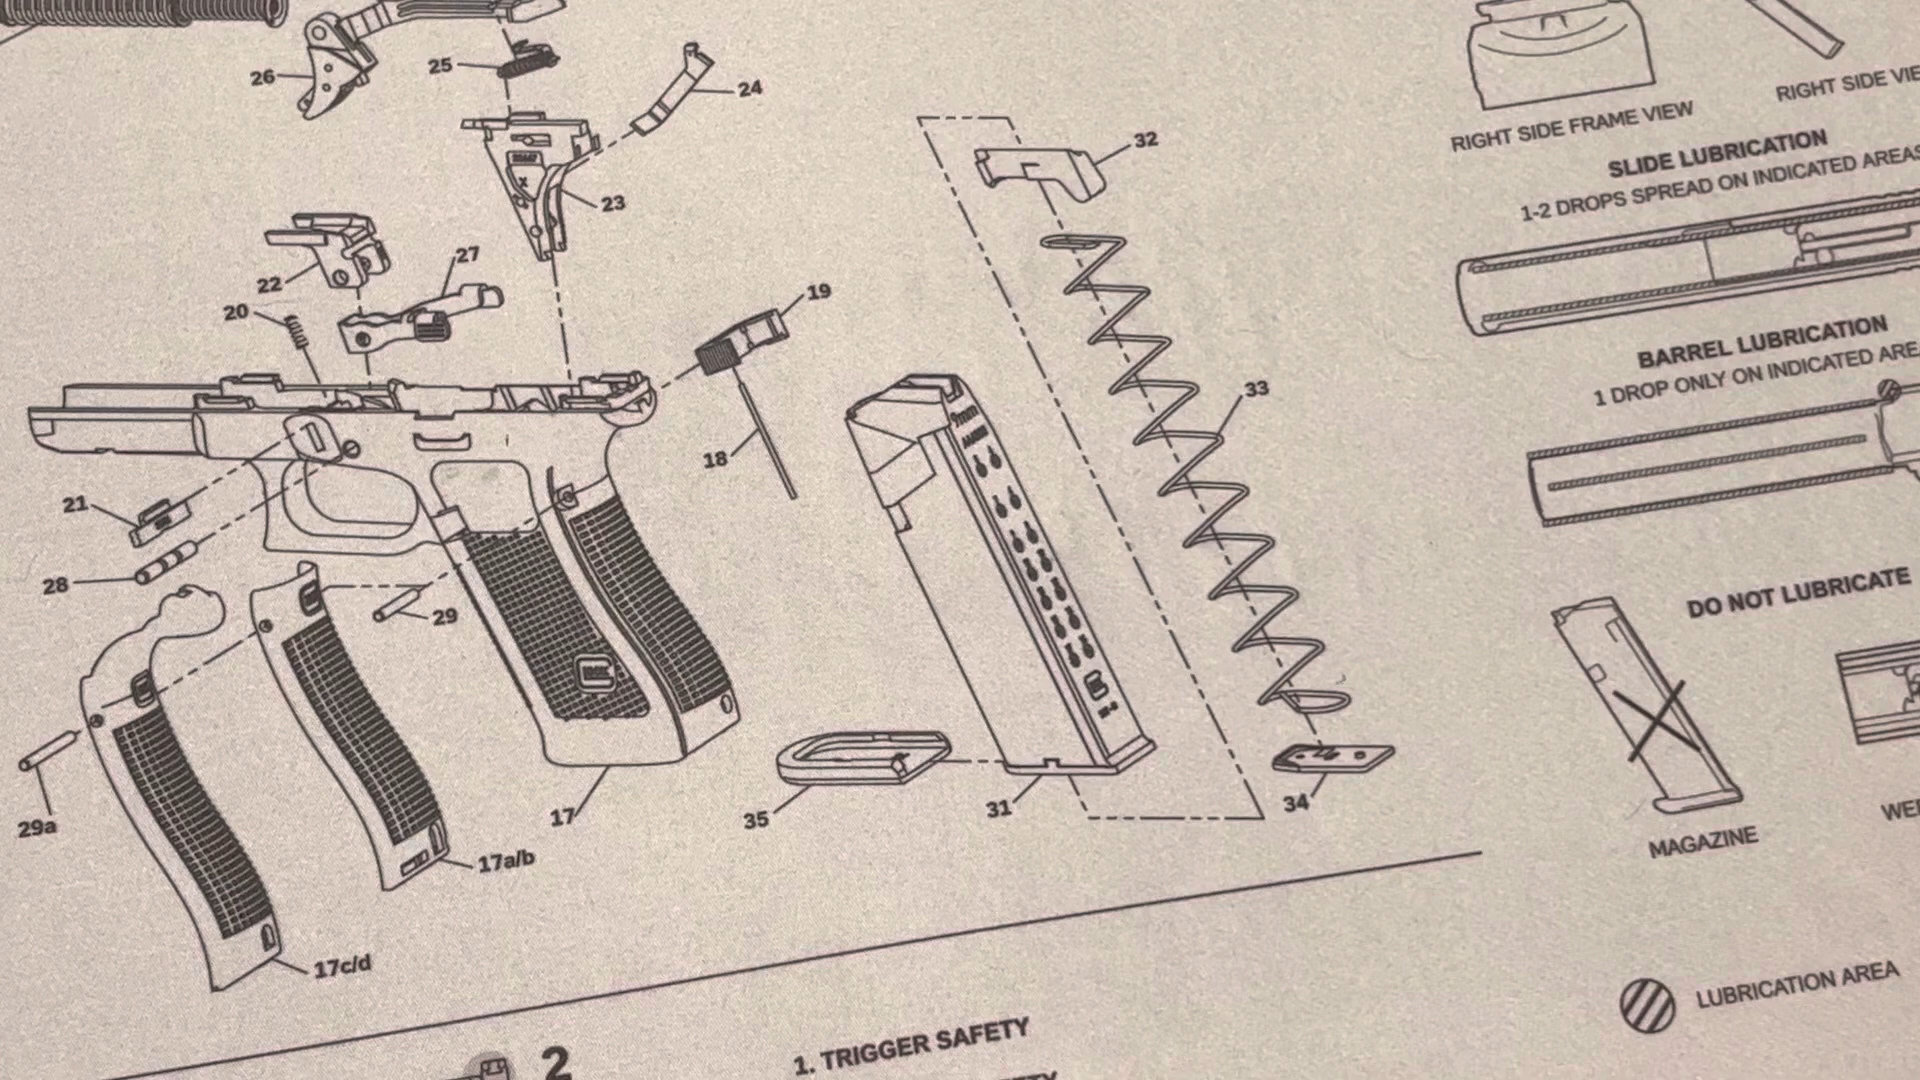 26
25
24
32
23
22
27
20
19
33
18
21
28
29
29a
17
35
31
34
17a/b
17c/d
9mm
RIGHT SIDE FRAME VIEW
RIGHT SIDE VIE
SLIDE LUBRICATION
1-2 DROPS SPREAD ON INDICATED AREAS
BARREL LUBRICATION
1 DROP ONLY ON INDICATED AREA
DO NOT LUBRICATE
MAGAZINE
LUBRICATION AREA
2
1. TRIGGER SAFETY